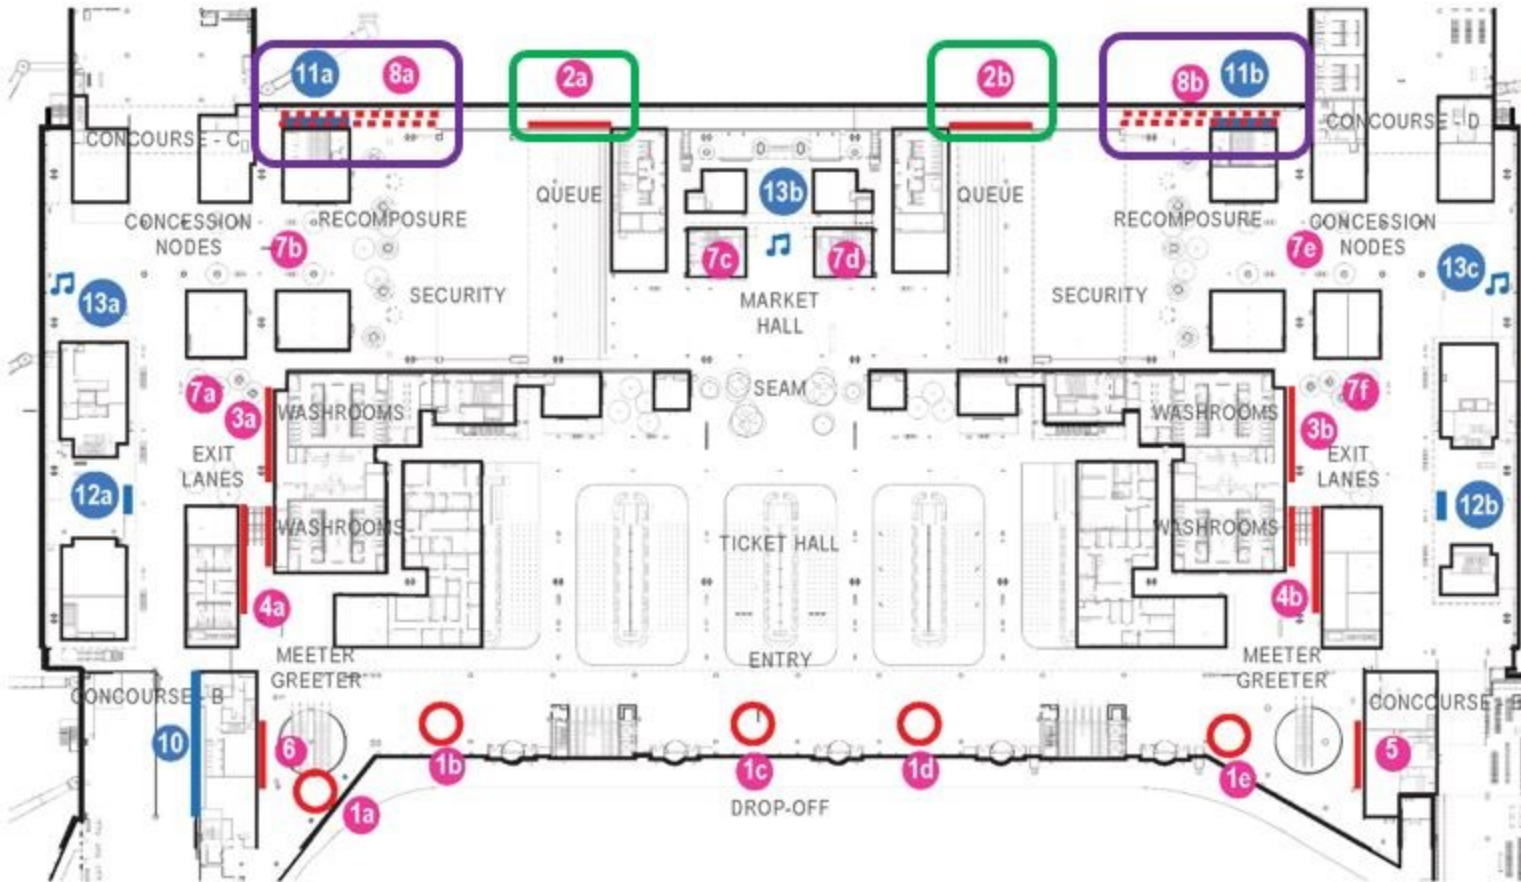 11a
8a
2a
2b
8b
11b
CONCOURSE - C
CONCOURSE - D
QUEUE
13b
QUEUE
CONCESSION
NODES
RECOMPOSURE
RECOMPOSURE
CONCESSION
NODES
7b
7c
7d
7e
13a
13c
SECURITY
MARKET
HALL
SECURITY
7a
3a
WASHROOMS
SEAM
WASHROOMS
3b
7f
EXIT
LANES
EXIT
LANES
12a
12b
WASHROOMS
TICKET HALL
WASHROOMS
4a
4b
MEETER
GREETER
ENTRY
MEETER
GREETER
CONCOURSE - B
CONCOURSE
10
6
5
1a
1b
1c
1d
1e
DROP-OFF